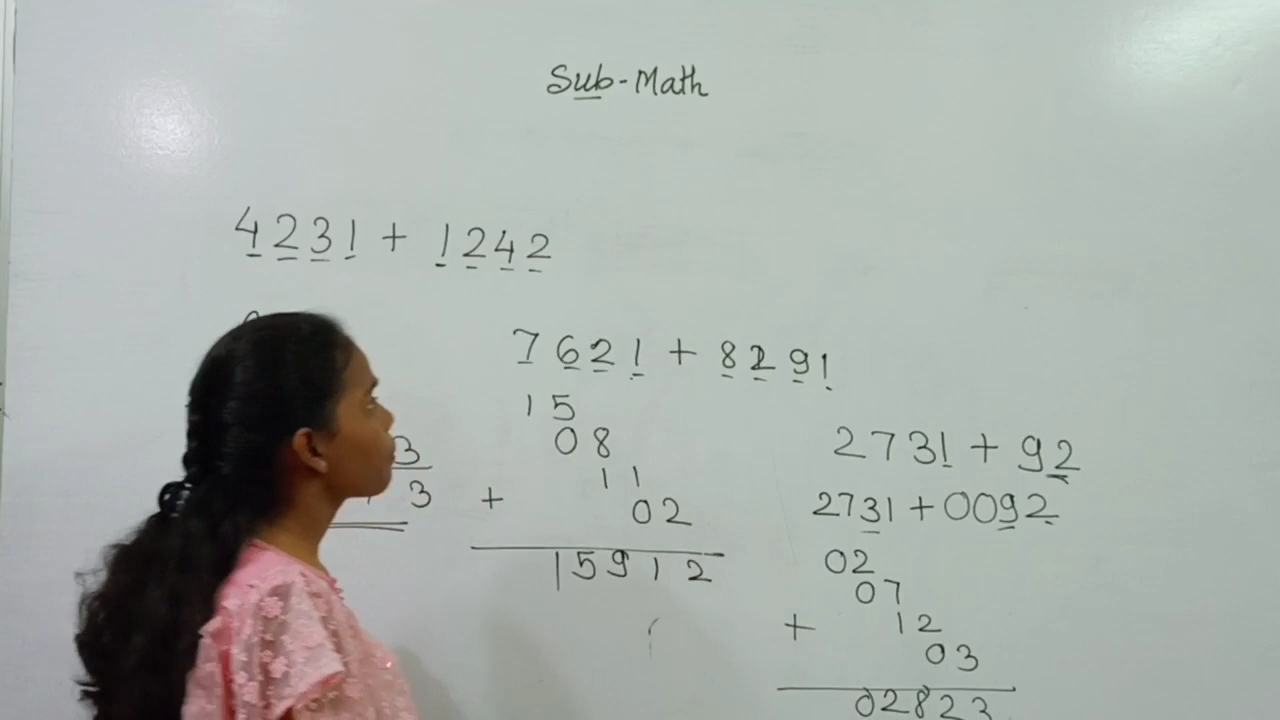 Sub-Math
4231 + 1242
3
3
7621 + 8291
15
08
11
+ 02
15912
2731 + 92
2731 + 0092
02
07
+ 12
03
02823